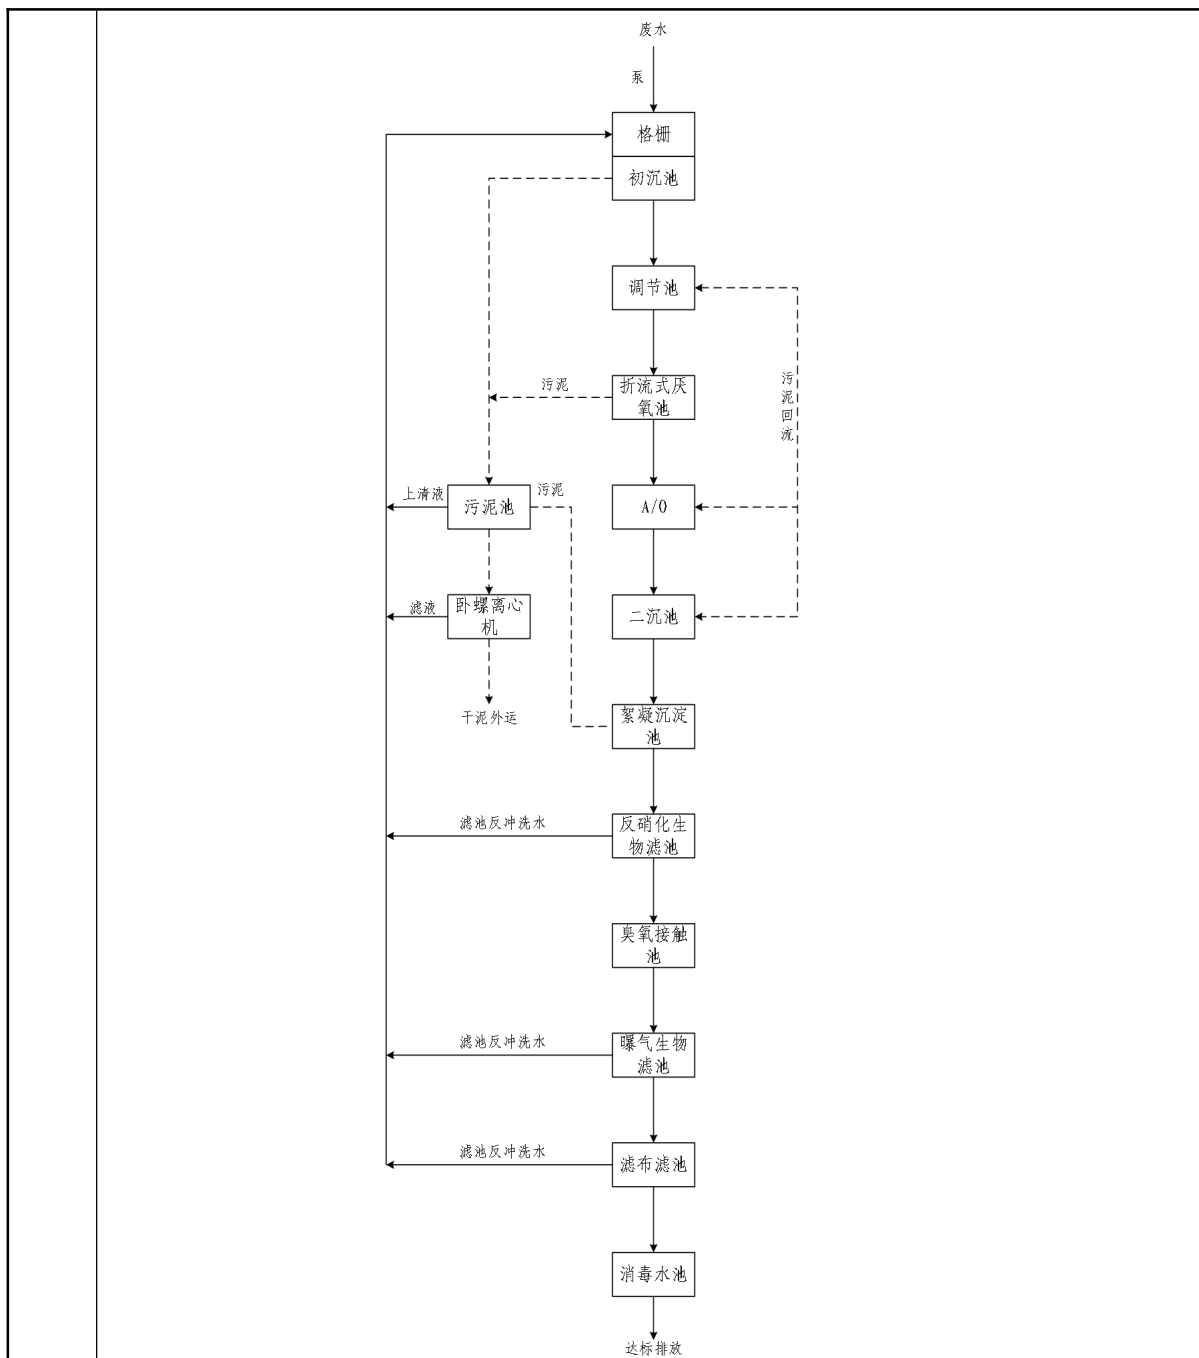 废水
泵
格栅
初沉池
调节池
折流式厌
氧池
污泥
污
泥
回
流
上清液
污泥池
污泥
A/O
滤液
卧螺离心
机
二沉池
干泥外运
絮凝沉淀
池
滤池反冲洗水
反硝化生
物滤池
臭氧接触
池
滤池反冲洗水
曝气生物
滤池
滤池反冲洗水
滤布滤池
消毒水池
达标排放